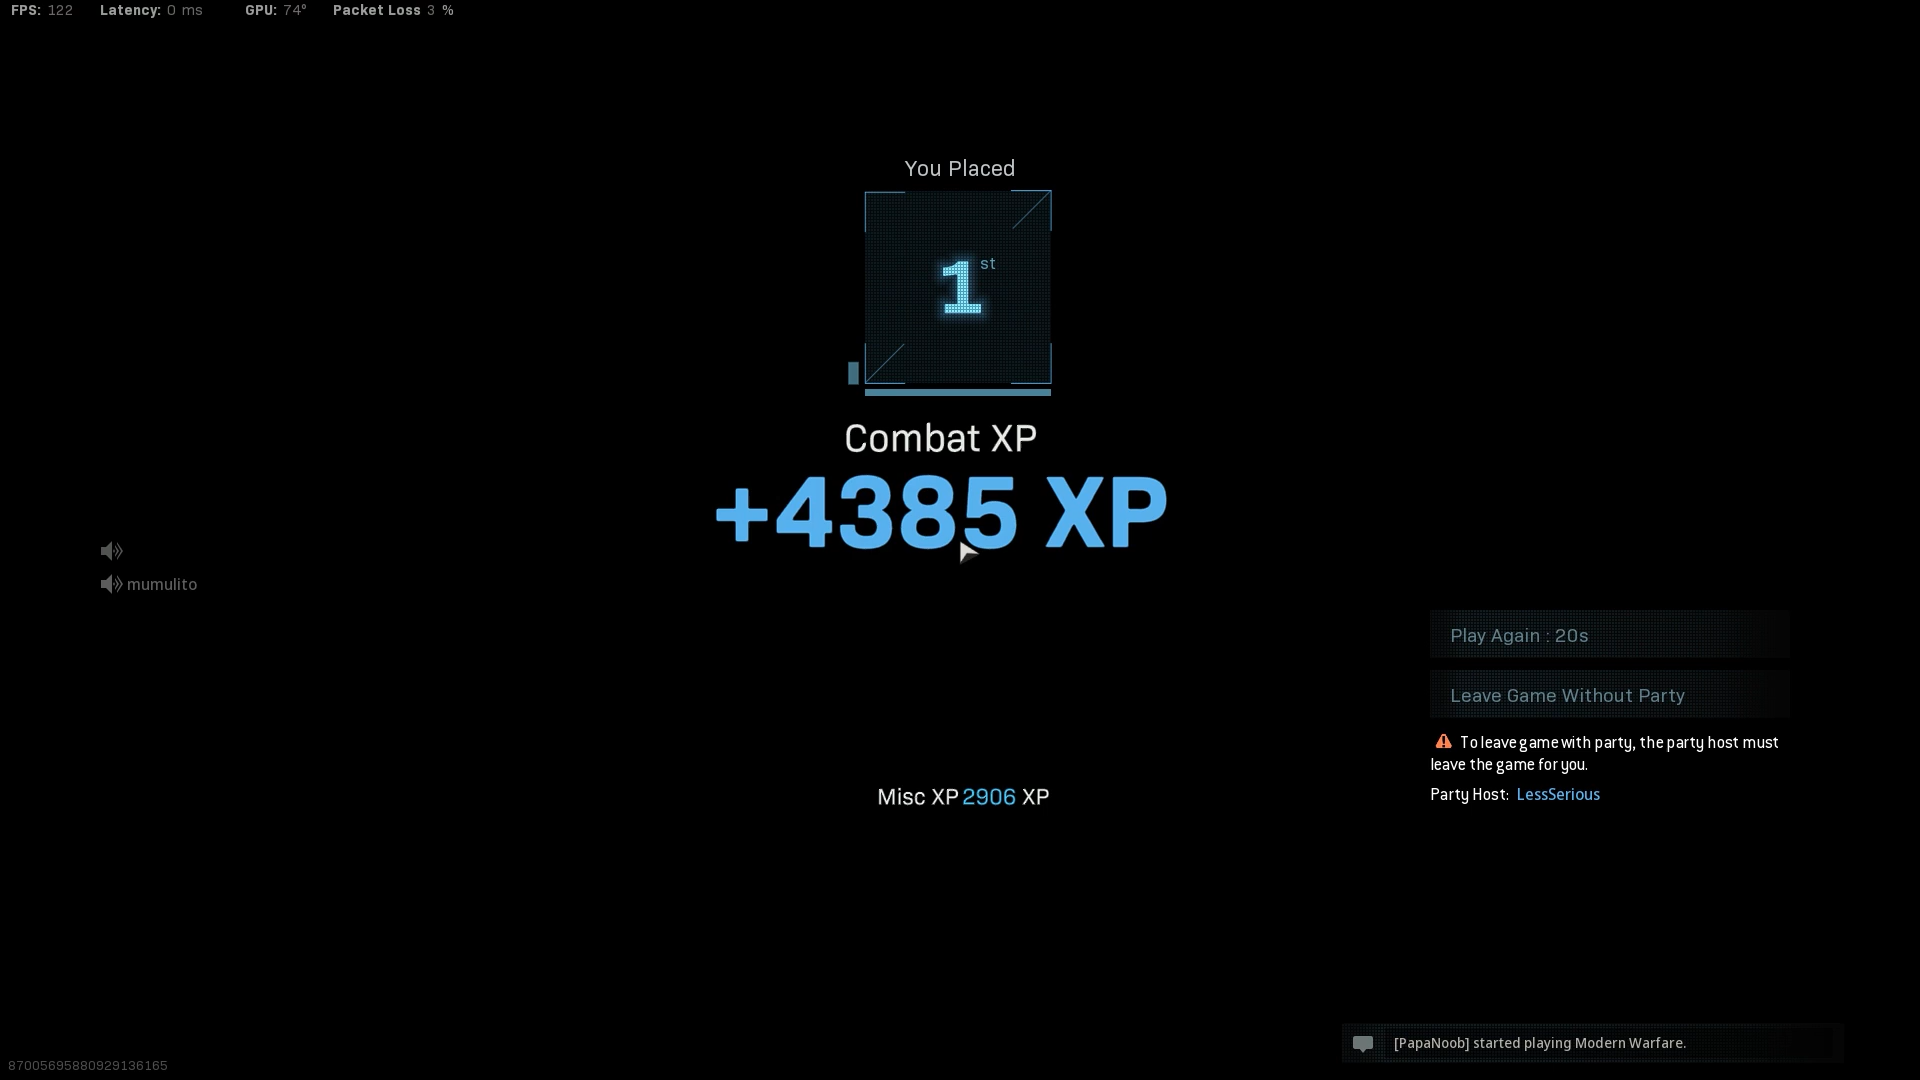 FPS: 122 Latency: 0 ms GPU: 74° Packet Loss 3 %
You Placed
1st
Combat XP
+4385 XP
mumulito
Play Again : 20s
Leave Game Without Party
To leave game with party, the party host must
leave the game for you.
Party Host: LessSerious
Misc XP 2906 XP
[PapaNoob] started playing Modern Warfare.
87005695880929136165